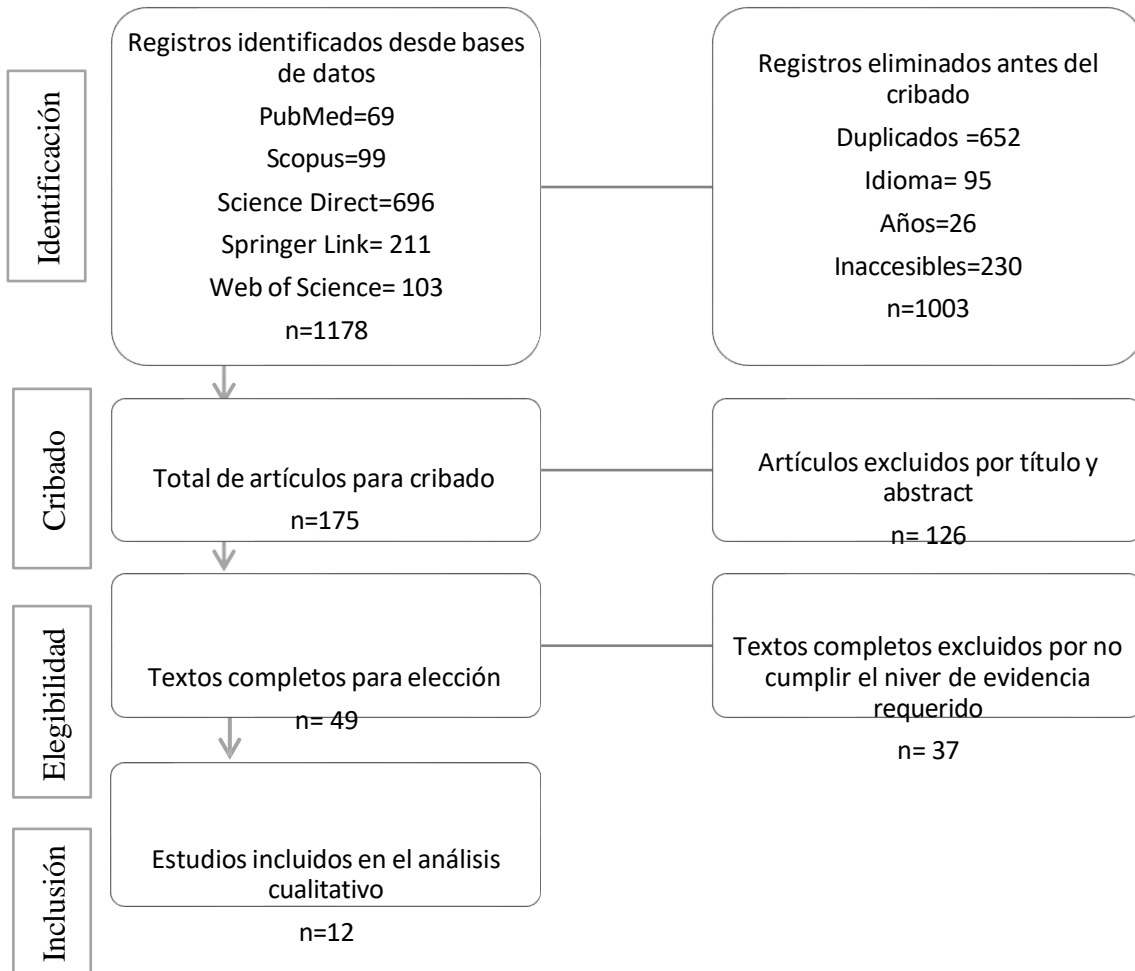 Identificación
Registros identificados desde bases
de datos
PubMed=69
Scopus=99
Science Direct=696
Springer Link= 211
Web of Science= 103
n=1178
Registros eliminados antes del
cribado
Duplicados =652
Idioma= 95
Años=26
Inaccesibles=230
n=1003
Cribado
Total de artículos para cribado
n=175
Artículos excluidos por título y
abstract
n= 126
Elegibilidad
Textos completos para elección
n= 49
Textos completos excluidos por no
cumplir el niver de evidencia
requerido
n= 37
Inclusión
Estudios incluidos en el análisis
cualitativo
n=12